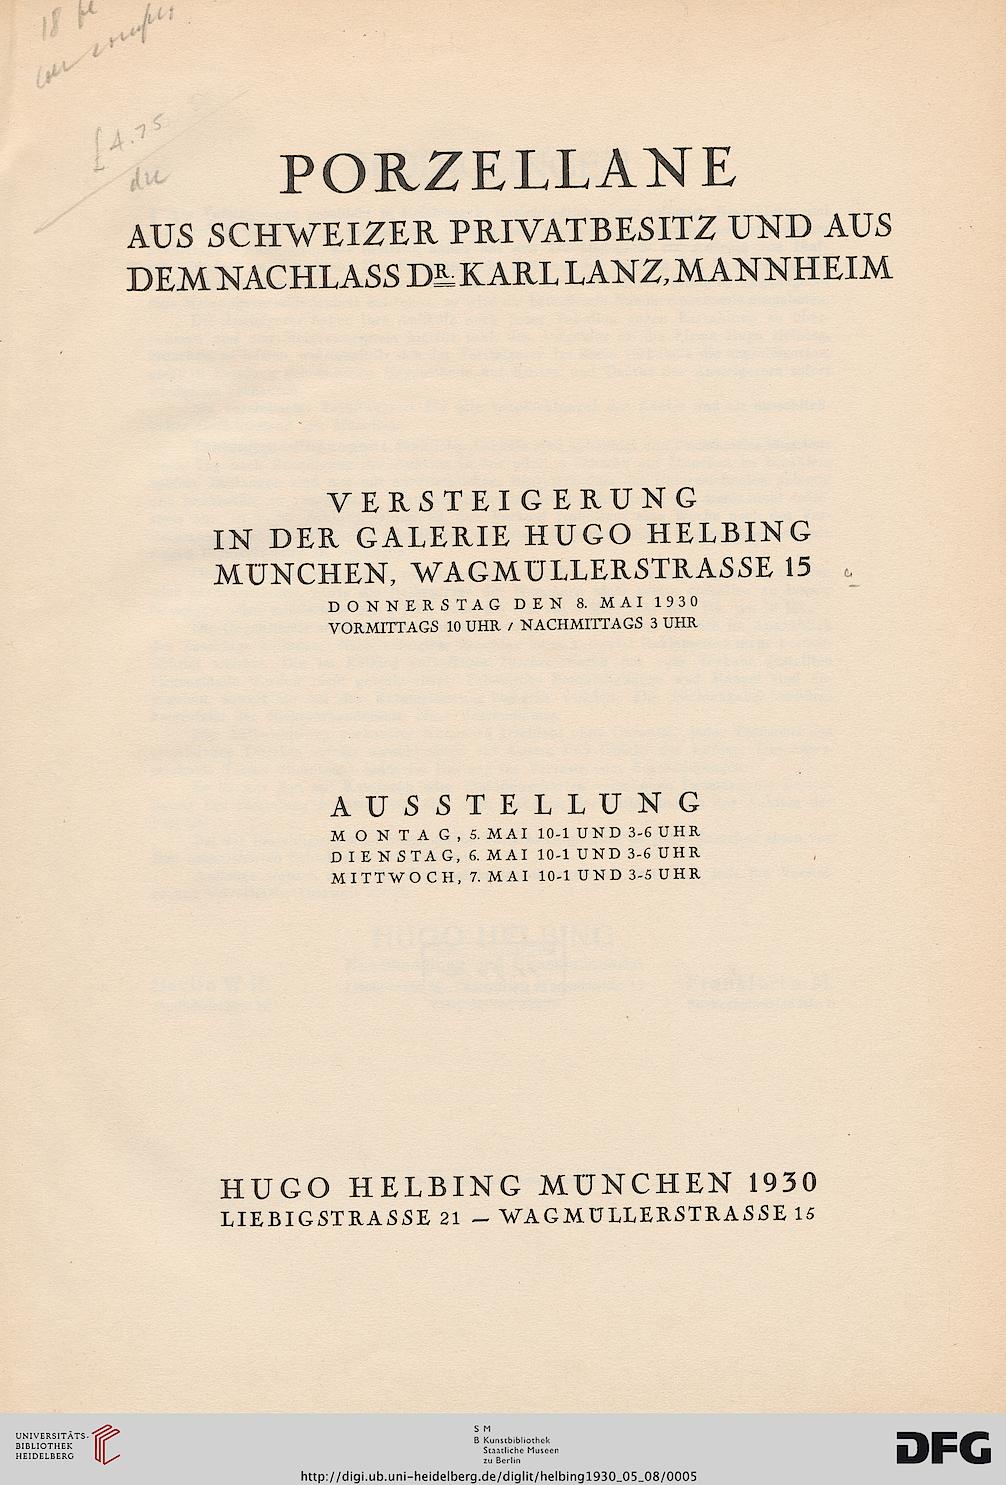 18
£4.75
PORZELLANE
AUS SCHWEIZER PRIVATBESITZ UND AUS
DEM NACHLASS DR. KARL LANZ, MANNHEIM
VERSTEIGERUNG
IN DER GALERIE HUGO HELBING
MÜNCHEN, WAGMÜLLERSTRASSE 15
DONNERSTAG DEN 8. MAI 1930
VORMITTAGS 10 UHR / NACHMITTAGS 3 UHR
AUSSTELLUNG
MONTAG, 5. MAI 10-1 UND 3-6 UHR
DIENSTAG, 6. MAI 10-1 UND 3-6 UHR
MITTWOCH, 7. MAI 10-1 UND 3-5 UHR
HUGO HELBING MÜNCHEN 1930
LIEBIGSTRASSE 21 — WAGMÜLLERSTRASSE 15
UNIVERSITÄTS-
BIBLIOTHEK
HEIDELBERG
S M
B Kunstbibliothek
Staatliche Museen
zu Berlin
http://digi.ub.uni-heidelberg.de/diglit/helbing1930_05_08/0005
DFG